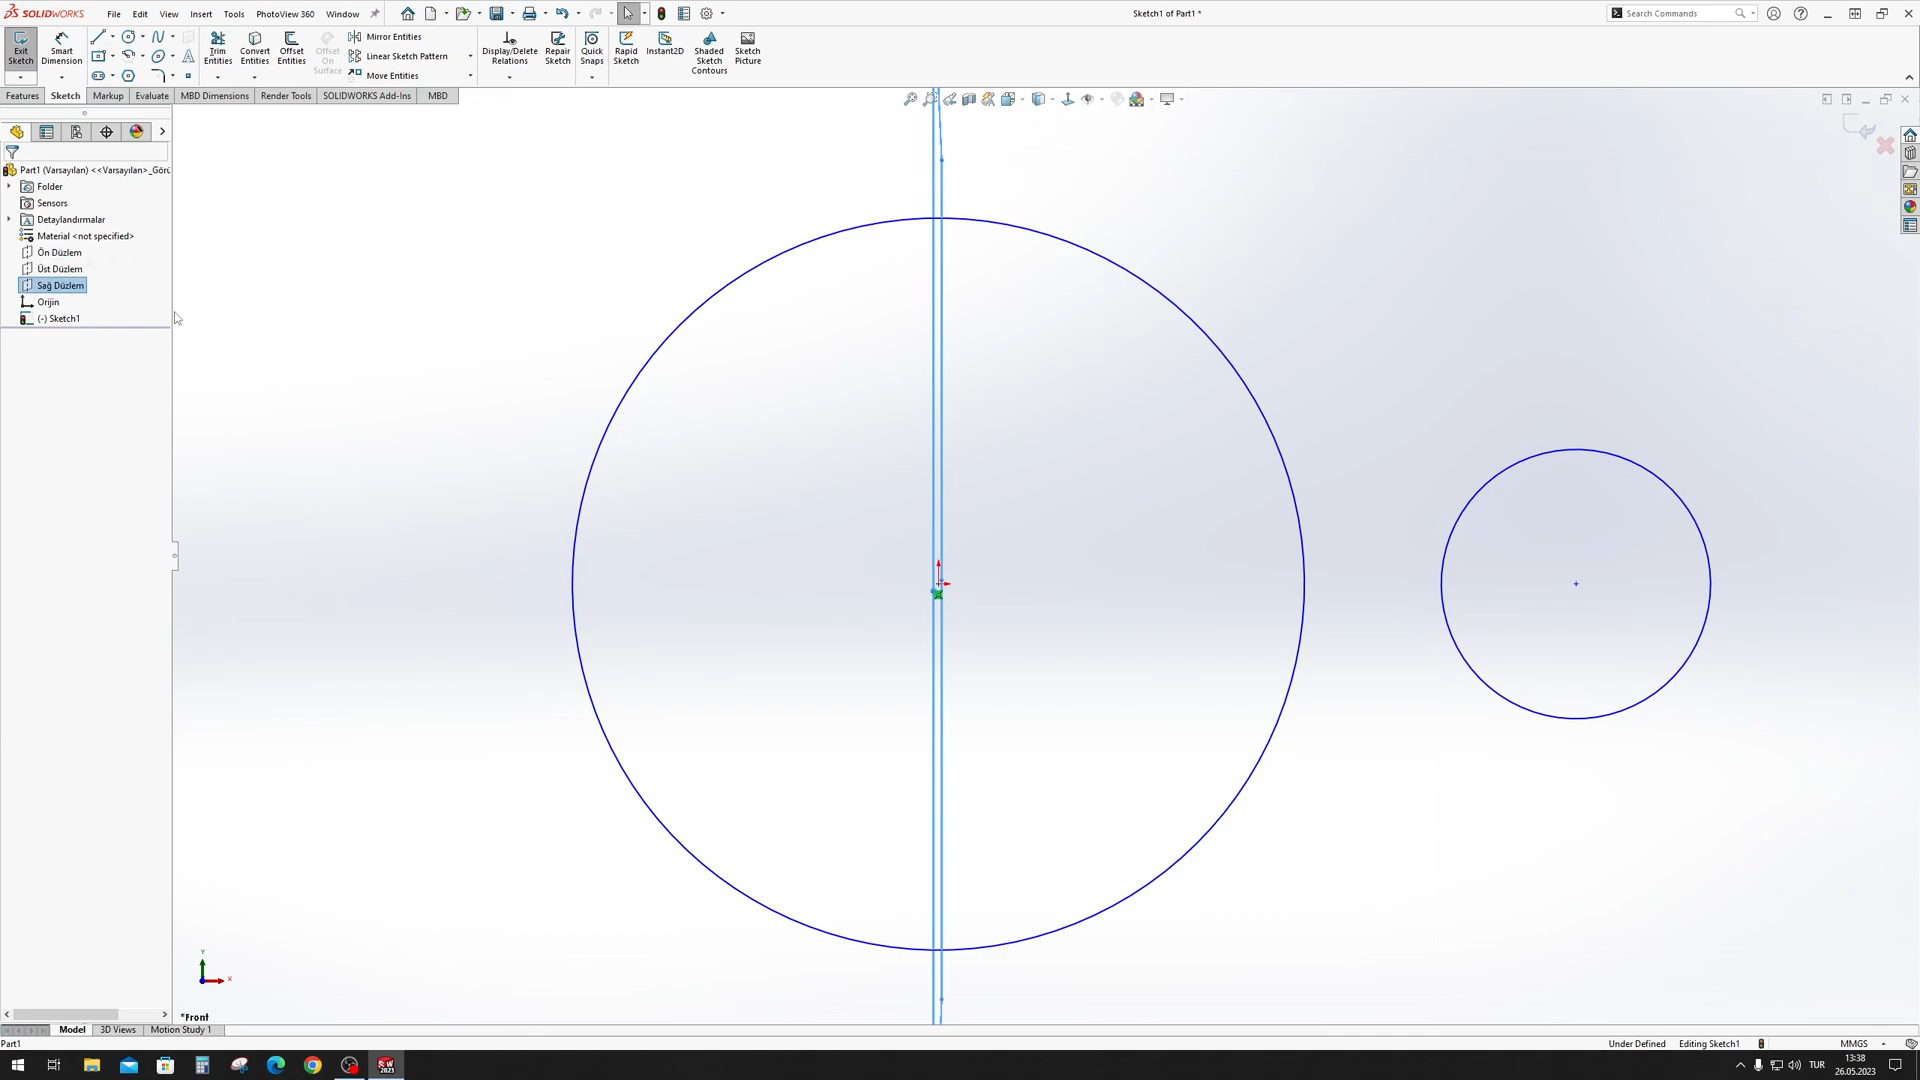 SOLIDWORKS File Edit View Insert Tools PhotoView 360 Window Sketch1 of Part1 * Search Commands
Exit Sketch
Smart Dimension
Trim Entities
Convert Entities
Offset Entities
Offset On Surface
Mirror Entities
Linear Sketch Pattern
Move Entities
Display/Delete Relations
Repair Sketch
Quick Snaps
Rapid Sketch
Instant2D
Shaded Sketch Contours
Sketch Picture
Features Sketch Markup Evaluate MBD Dimensions Render Tools SOLIDWORKS Add-Ins MBD
Part1 (Varsayılan) <<Varsayılan>_Görü
Folder
Sensors
Detaylandırmalar
Material <not specified>
Ön Düzlem
Üst Düzlem
Sağ Düzlem
Orijin
(-) Sketch1
Y
X
*Front
Model 3D Views Motion Study 1
Part1 Under Defined Editing Sketch1 MMGS
TUR 13:38
26.05.2023
SW 2023